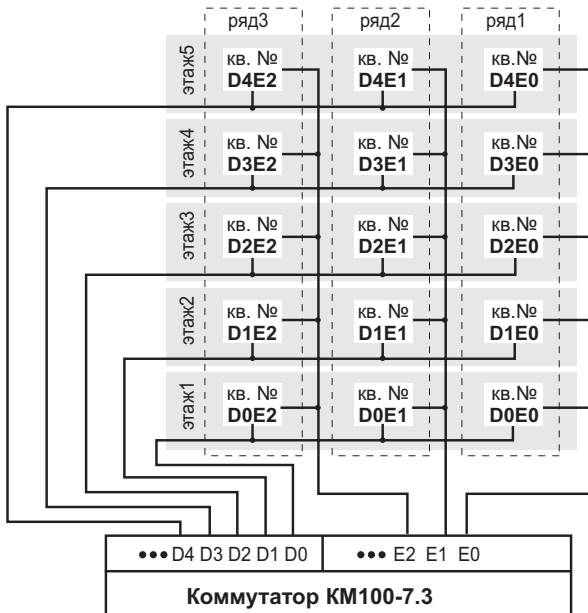 ряд3 ряд2 ряд1
этаж5
кв. № кв. № кв. №
D4E2 D4E1 D4E0
этаж4
кв. № кв. № кв. №
D3E2 D3E1 D3E0
этаж3
кв. № кв. № кв. №
D2E2 D2E1 D2E0
этаж2
кв. № кв. № кв. №
D1E2 D1E1 D1E0
этаж1
кв. № кв. № кв. №
D0E2 D0E1 D0E0
•••D4 D3 D2 D1 D0 ••• E2 E1 E0
Коммутатор КМ100-7.3